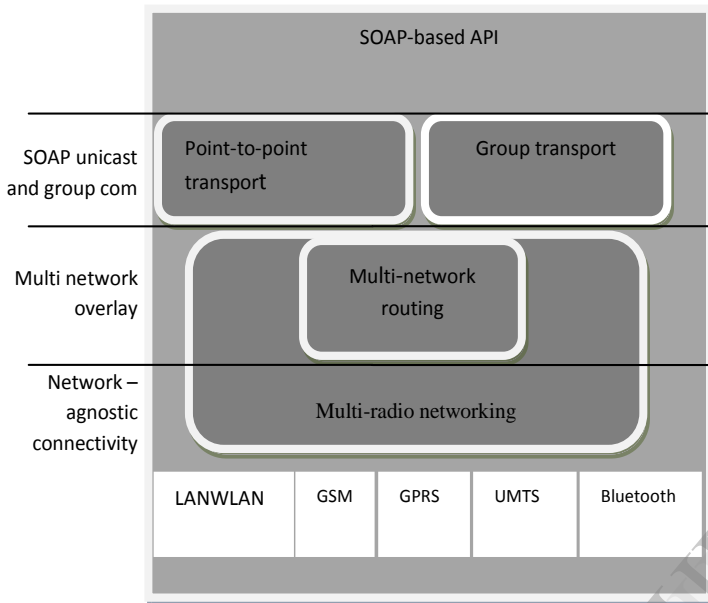 SOAP-based API
SOAP unicast
and group com
Point-to-point
transport
Group transport
Multi network
overlay
Multi-network
routing
Network –
agnostic
connectivity
Multi-radio networking
LANWLAN
GSM
GPRS
UMTS
Bluetooth